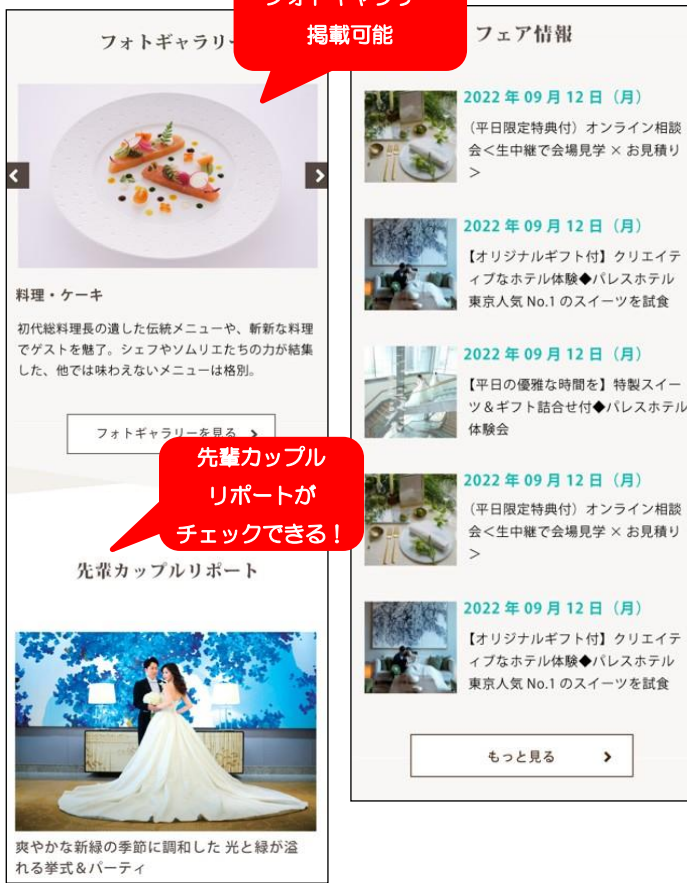 フォトギャラリー
掲載可能
フォトギャラリー
料理・ケーキ
初代総料理長の遺した伝統メニューや、斬新な料理
でゲストを魅了。シェフやソムリエたちの力が結集
した、他では味わえないメニューは格別。
フォトギャラリーを見る
先輩カップル
リポートが
チェックできる！
先輩カップルリポート
爽やかな新緑の季節に調和した 光と緑が溢
れる挙式＆パーティ
フェア情報
2022 年 09 月 12 日（月）
（平日限定特典付）オンライン相談
会＜生中継で会場見学 × お見積り
＞
2022 年 09 月 12 日（月）
【オリジナルギフト付】クリエイテ
ィブなホテル体験◆パレスホテル
東京人気 No.1 のスイーツを試食
2022 年 09 月 12 日（月）
【平日の優雅な時間を】特製スイー
ツ＆ギフト詰合せ付◆パレスホテル
体験会
2022 年 09 月 12 日（月）
（平日限定特典付）オンライン相談
会＜生中継で会場見学 × お見積り
＞
2022 年 09 月 12 日（月）
【オリジナルギフト付】クリエイテ
ィブなホテル体験◆パレスホテル
東京人気 No.1 のスイーツを試食
もっと見る